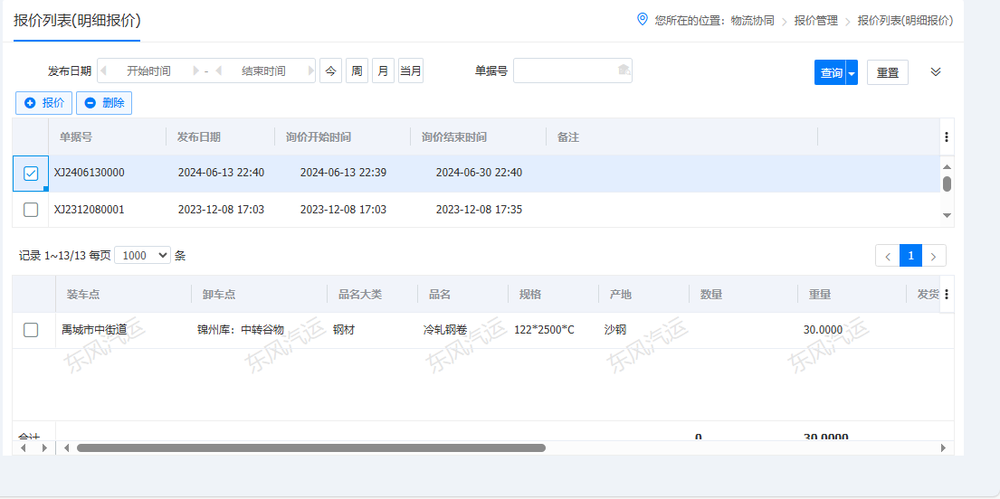 报价列表(明细报价)
您所在的位置：物流协同 > 报价管理 > 报价列表(明细报价)
发布日期 开始时间 - 结束时间 今 周 月 当月 单据号 查询 重置
报价 删除
单据号 发布日期 询价开始时间 询价结束时间 备注
XJ2406130000 2024-06-13 22:40 2024-06-13 22:39 2024-06-30 22:40
XJ2312080001 2023-12-08 17:03 2023-12-08 17:03 2023-12-08 17:35
记录 1~13/13 每页 1000 条 1
装车点 卸车点 品名大类 品名 规格 产地 数量 重量 发货
禹城市中街道 锦州库：中转谷物 钢材 冷轧钢卷 122*2500*C 沙钢 30.0000
东风汽运 东风汽运 东风汽运 东风汽运 东风汽运
合计 0 30.0000